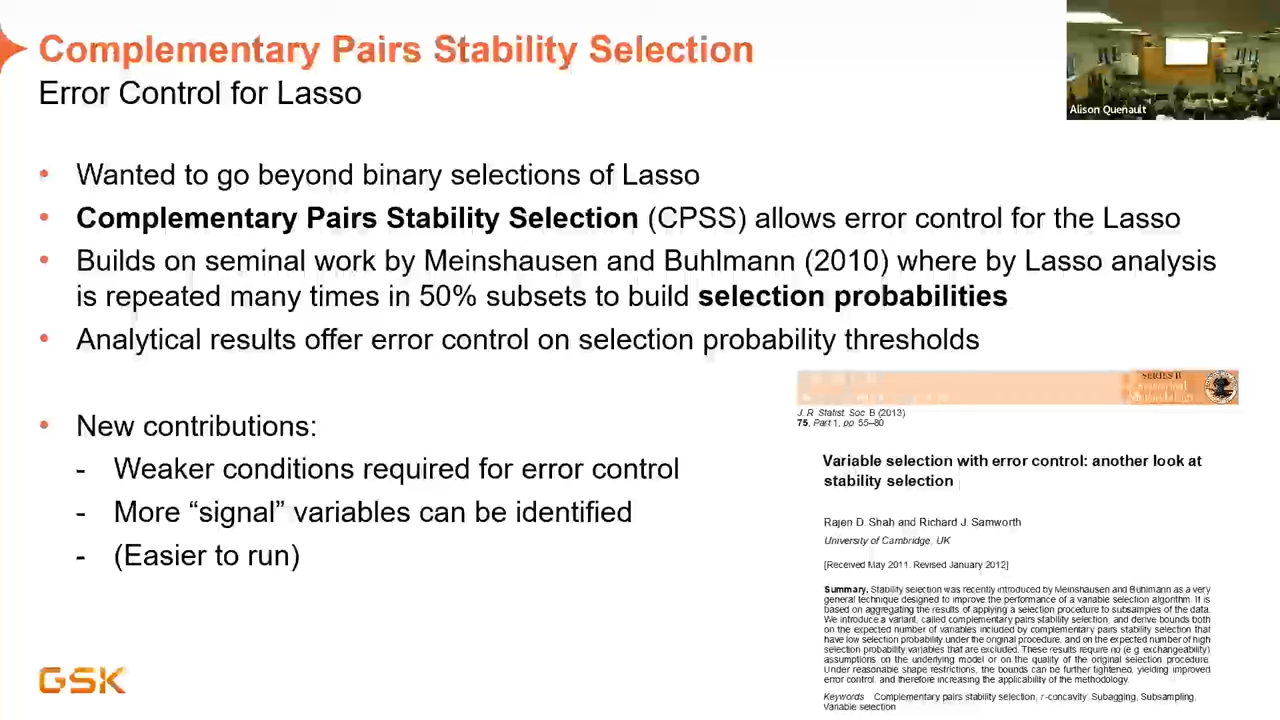 Complementary Pairs Stability Selection
Error Control for Lasso
Alison Quenault
• Wanted to go beyond binary selections of Lasso
• Complementary Pairs Stability Selection (CPSS) allows error control for the Lasso
• Builds on seminal work by Meinshausen and Buhlmann (2010) where by Lasso analysis
is repeated many times in 50% subsets to build selection probabilities
• Analytical results offer error control on selection probability thresholds
• New contributions:
- Weaker conditions required for error control
- More “signal” variables can be identified
- (Easier to run)
GSK
SERIES B
Statistical
Methodology
J. R. Statist. Soc. B (2013)
75, Part 1, pp. 55–80
Variable selection with error control: another look at
stability selection
Rajen D. Shah and Richard J. Samworth
University of Cambridge, UK
[Received May 2011. Revised January 2012]
Summary. Stability selection was recently introduced by Meinshausen and Bühlmann as a very
general technique designed to improve the performance of a variable selection algorithm. It is
based on aggregating the results of applying a selection procedure to subsamples of the data.
We introduce a variant, called complementary pairs stability selection, and derive bounds both
on the expected number of variables included by complementary pairs stability selection that
have low selection probability under the original procedure, and on the expected number of high
selection probability variables that are excluded. These results require no (e.g. exchangeability)
assumptions on the underlying model or on the quality of the original selection procedure.
Under reasonable shape restrictions, the bounds can be further tightened, yielding improved
error control, and therefore increasing the applicability of the methodology.
Keywords Complementary pairs stability selection, r-concavity; Subagging, Subsampling,
Variable selection